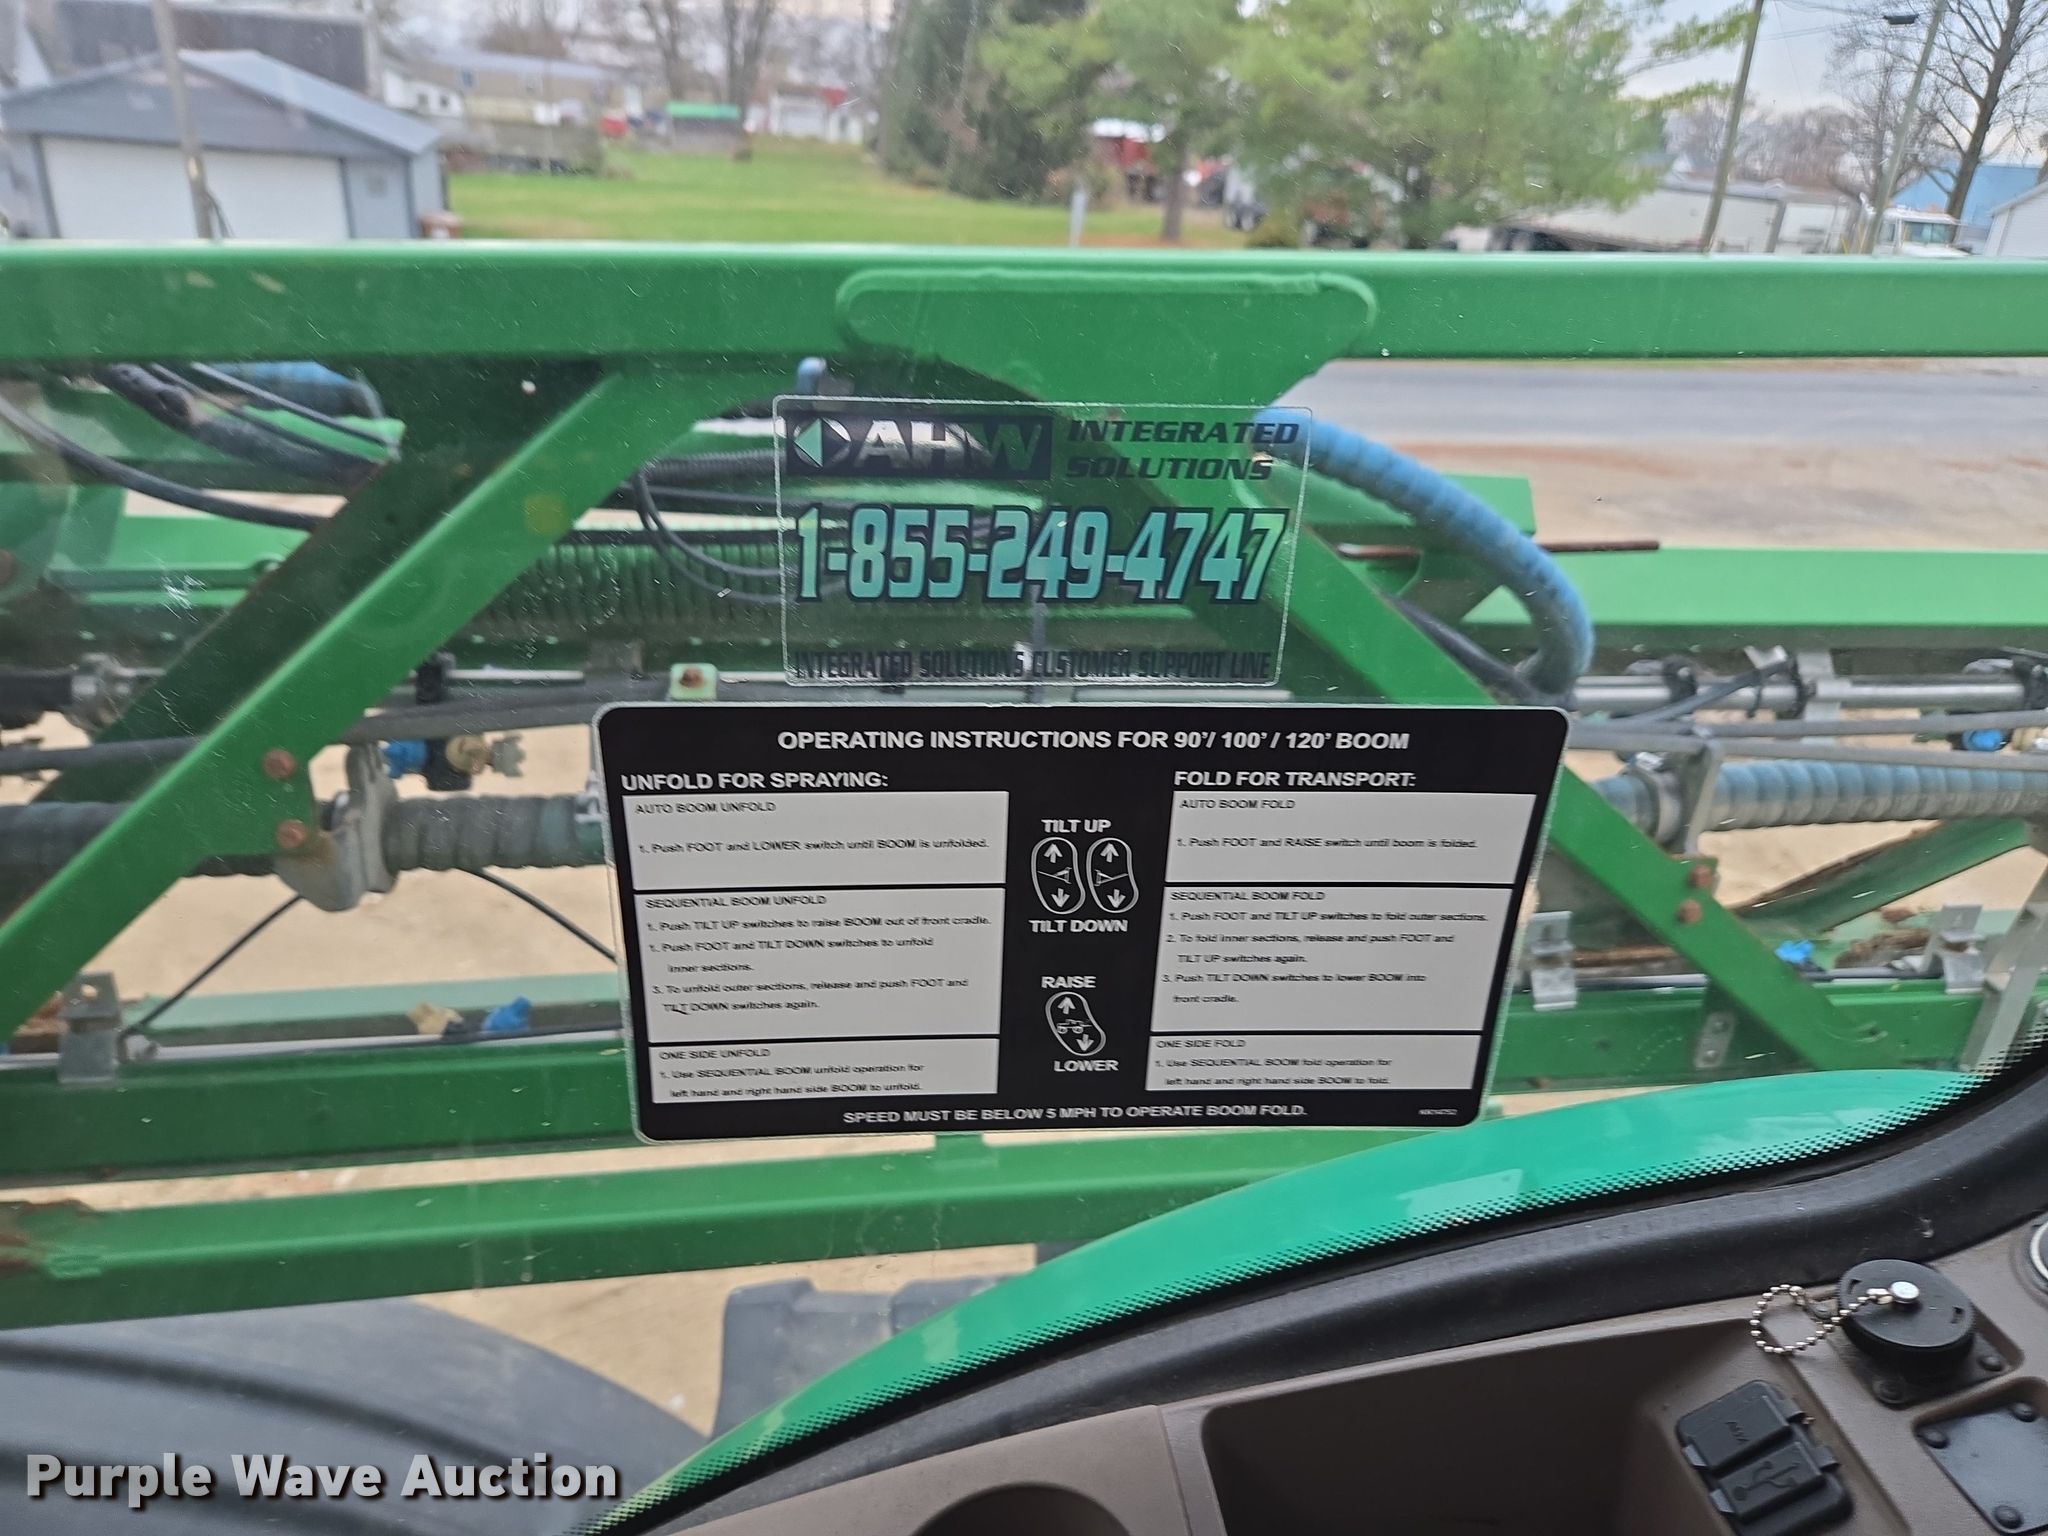 AHW INTEGRATED
SOLUTIONS
1-855-249-4747
INTEGRATED SOLUTIONS CUSTOMER SUPPORT LINE
OPERATING INSTRUCTIONS FOR 90'/ 100' / 120' BOOM
UNFOLD FOR SPRAYING:
AUTO BOOM UNFOLD
1. Push FOOT and LOWER switch until BOOM is unfolded.
SEQUENTIAL BOOM UNFOLD
1. Push TILT UP switches to raise BOOM out of front cradle.
1. Push FOOT and TILT DOWN switches to unfold
inner sections.
3. To unfold outer sections, release and push FOOT and
TILT DOWN switches again.
ONE SIDE UNFOLD
1. Use SEQUENTIAL BOOM unfold operation for
left hand and right hand side BOOM to unfold.
TILT UP
TILT DOWN
RAISE
LOWER
FOLD FOR TRANSPORT:
AUTO BOOM FOLD
1. Push FOOT and RAISE switch until boom is folded.
SEQUENTIAL BOOM FOLD
1. Push FOOT and TILT UP switches to fold outer sections.
2. To fold inner sections, release and push FOOT and
TILT UP switches again.
3. Push TILT DOWN switches to lower BOOM into
front cradle.
ONE SIDE FOLD
1. Use SEQUENTIAL BOOM fold operation for
left hand and right hand side BOOM to fold.
SPEED MUST BE BELOW 5 MPH TO OPERATE BOOM FOLD.
Purple Wave Auction